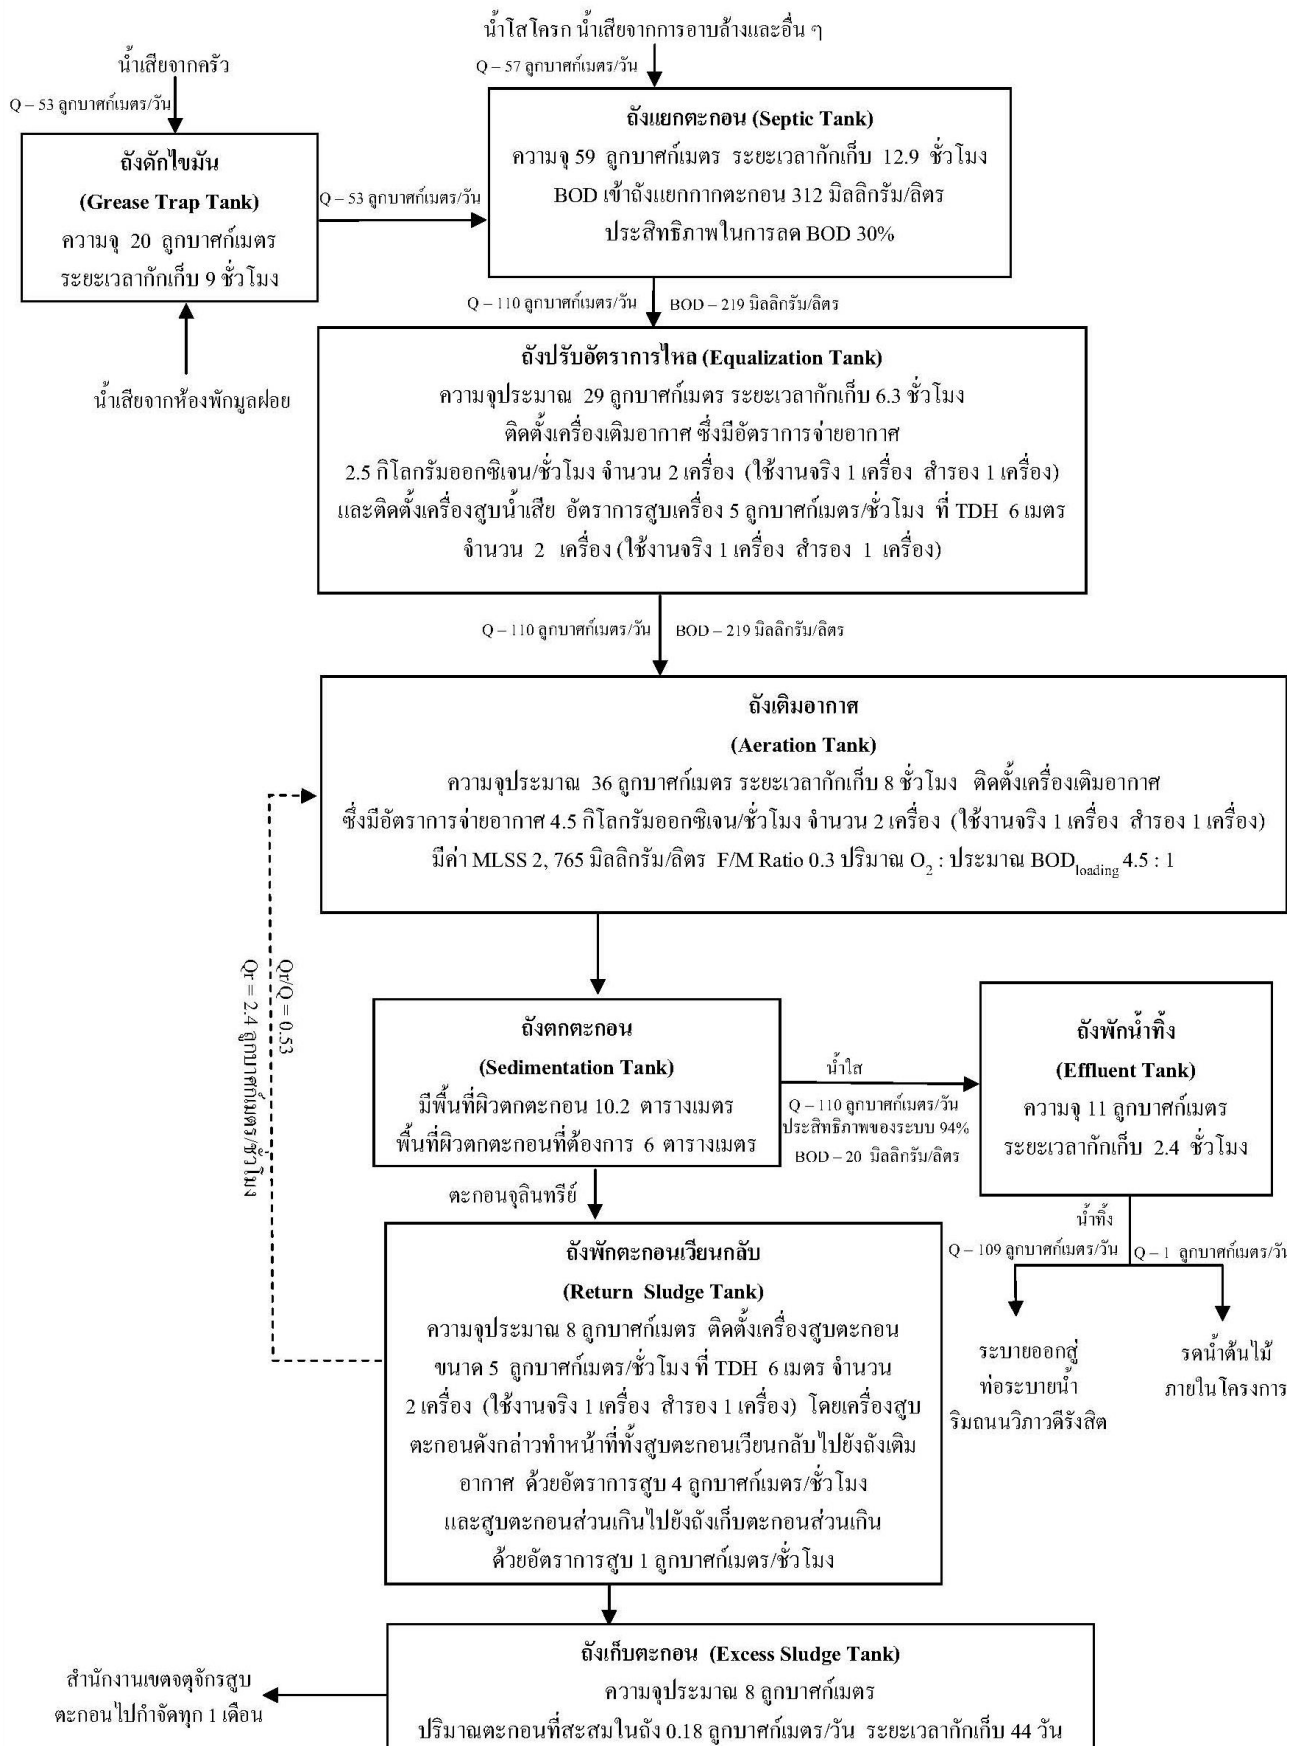 น้ำโสโครก น้ำเสียจากการอาบล้างและอื่น ๆ
น้ำเสียจากครัว
Q – 57 ลูกบาศก์เมตร/วัน
Q – 53 ลูกบาศก์เมตร/วัน
ถังแยกตะกอน (Septic Tank)
ความจุ 59 ลูกบาศก์เมตร ระยะเวลากักเก็บ 12.9 ชั่วโมง
BOD เข้าถังแยกกากตะกอน 312 มิลลิกรัม/ลิตร
ประสิทธิภาพในการลด BOD 30%
ถังดักไขมัน
(Grease Trap Tank)
ความจุ 20 ลูกบาศก์เมตร
ระยะเวลากักเก็บ 9 ชั่วโมง
Q – 53 ลูกบาศก์เมตร/วัน
น้ำเสียจากห้องพักมูลฝอย
Q – 110 ลูกบาศก์เมตร/วัน BOD – 219 มิลลิกรัม/ลิตร
ถังปรับอัตราการไหล (Equalization Tank)
ความจุประมาณ 29 ลูกบาศก์เมตร ระยะเวลากักเก็บ 6.3 ชั่วโมง
ติดตั้งเครื่องเติมอากาศ ซึ่งมีอัตราการจ่ายอากาศ
2.5 กิโลกรัมออกซิเจน/ชั่วโมง จำนวน 2 เครื่อง (ใช้งานจริง 1 เครื่อง สำรอง 1 เครื่อง)
และติดตั้งเครื่องสูบน้ำเสีย อัตราการสูบเครื่อง 5 ลูกบาศก์เมตร/ชั่วโมง ที่ TDH 6 เมตร
จำนวน 2 เครื่อง (ใช้งานจริง 1 เครื่อง สำรอง 1 เครื่อง)
Q – 110 ลูกบาศก์เมตร/วัน BOD – 219 มิลลิกรัม/ลิตร
ถังเติมอากาศ
(Aeration Tank)
ความจุประมาณ 36 ลูกบาศก์เมตร ระยะเวลากักเก็บ 8 ชั่วโมง ติดตั้งเครื่องเติมอากาศ
ซึ่งมีอัตราการจ่ายอากาศ 4.5 กิโลกรัมออกซิเจน/ชั่วโมง จำนวน 2 เครื่อง (ใช้งานจริง 1 เครื่อง สำรอง 1 เครื่อง)
มีค่า MLSS 2, 765 มิลลิกรัม/ลิตร F/M Ratio 0.3 ปริมาณ O2 : ประมาณ BODloading 4.5 : 1
Qr/Q = 0.53
Qr = 2.4 ลูกบาศก์เมตร/ชั่วโมง
ถังตกตะกอน
(Sedimentation Tank)
มีพื้นที่ผิวตกตะกอน 10.2 ตารางเมตร
พื้นที่ผิวตกตะกอนที่ต้องการ 6 ตารางเมตร
น้ำใส
Q – 110 ลูกบาศก์เมตร/วัน
ประสิทธิภาพของระบบ 94%
BOD – 20 มิลลิกรัม/ลิตร
ถังพักน้ำทิ้ง
(Effluent Tank)
ความจุ 11 ลูกบาศก์เมตร
ระยะเวลากักเก็บ 2.4 ชั่วโมง
ตะกอนจุลินทรีย์
น้ำทิ้ง
Q – 109 ลูกบาศก์เมตร/วัน Q – 1 ลูกบาศก์เมตร/วัน
ระบายออกสู่
ท่อระบายน้ำ
ริมถนนวิภาวดีรังสิต
รดน้ำต้นไม้
ภายในโครงการ
ถังพักตะกอนเวียนกลับ
(Return Sludge Tank)
ความจุประมาณ 8 ลูกบาศก์เมตร ติดตั้งเครื่องสูบตะกอน
ขนาด 5 ลูกบาศก์เมตร/ชั่วโมง ที่ TDH 6 เมตร จำนวน
2 เครื่อง (ใช้งานจริง 1 เครื่อง สำรอง 1 เครื่อง) โดยเครื่องสูบ
ตะกอนดังกล่าวทำหน้าที่ทั้งสูบตะกอนเวียนกลับไปยังถังเติม
อากาศ ด้วยอัตราการสูบ 4 ลูกบาศก์เมตร/ชั่วโมง
และสูบตะกอนส่วนเกินไปยังถังเก็บตะกอนส่วนเกิน
ด้วยอัตราการสูบ 1 ลูกบาศก์เมตร/ชั่วโมง
ถังเก็บตะกอน (Excess Sludge Tank)
ความจุประมาณ 8 ลูกบาศก์เมตร
ปริมาณตะกอนที่สะสมในถัง 0.18 ลูกบาศก์เมตร/วัน ระยะเวลากักเก็บ 44 วัน
สำนักงานเขตจตุจักรสูบ
ตะกอนไปกำจัดทุก 1 เดือน